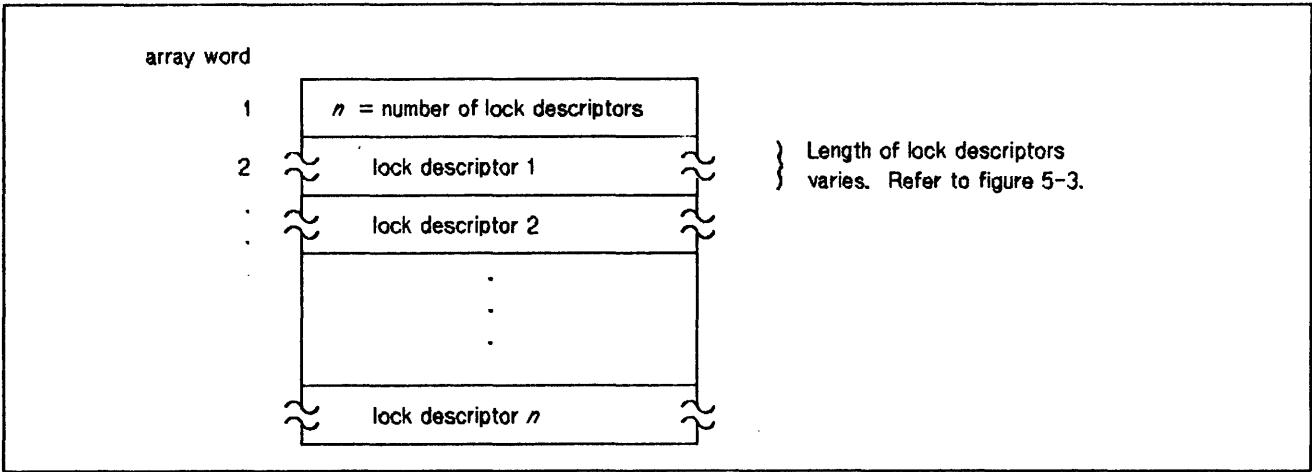 array word
1 n = number of lock descriptors
2 lock descriptor 1
Length of lock descriptors
varies. Refer to figure 5-3.
. lock descriptor 2
.
.
.
.
lock descriptor n